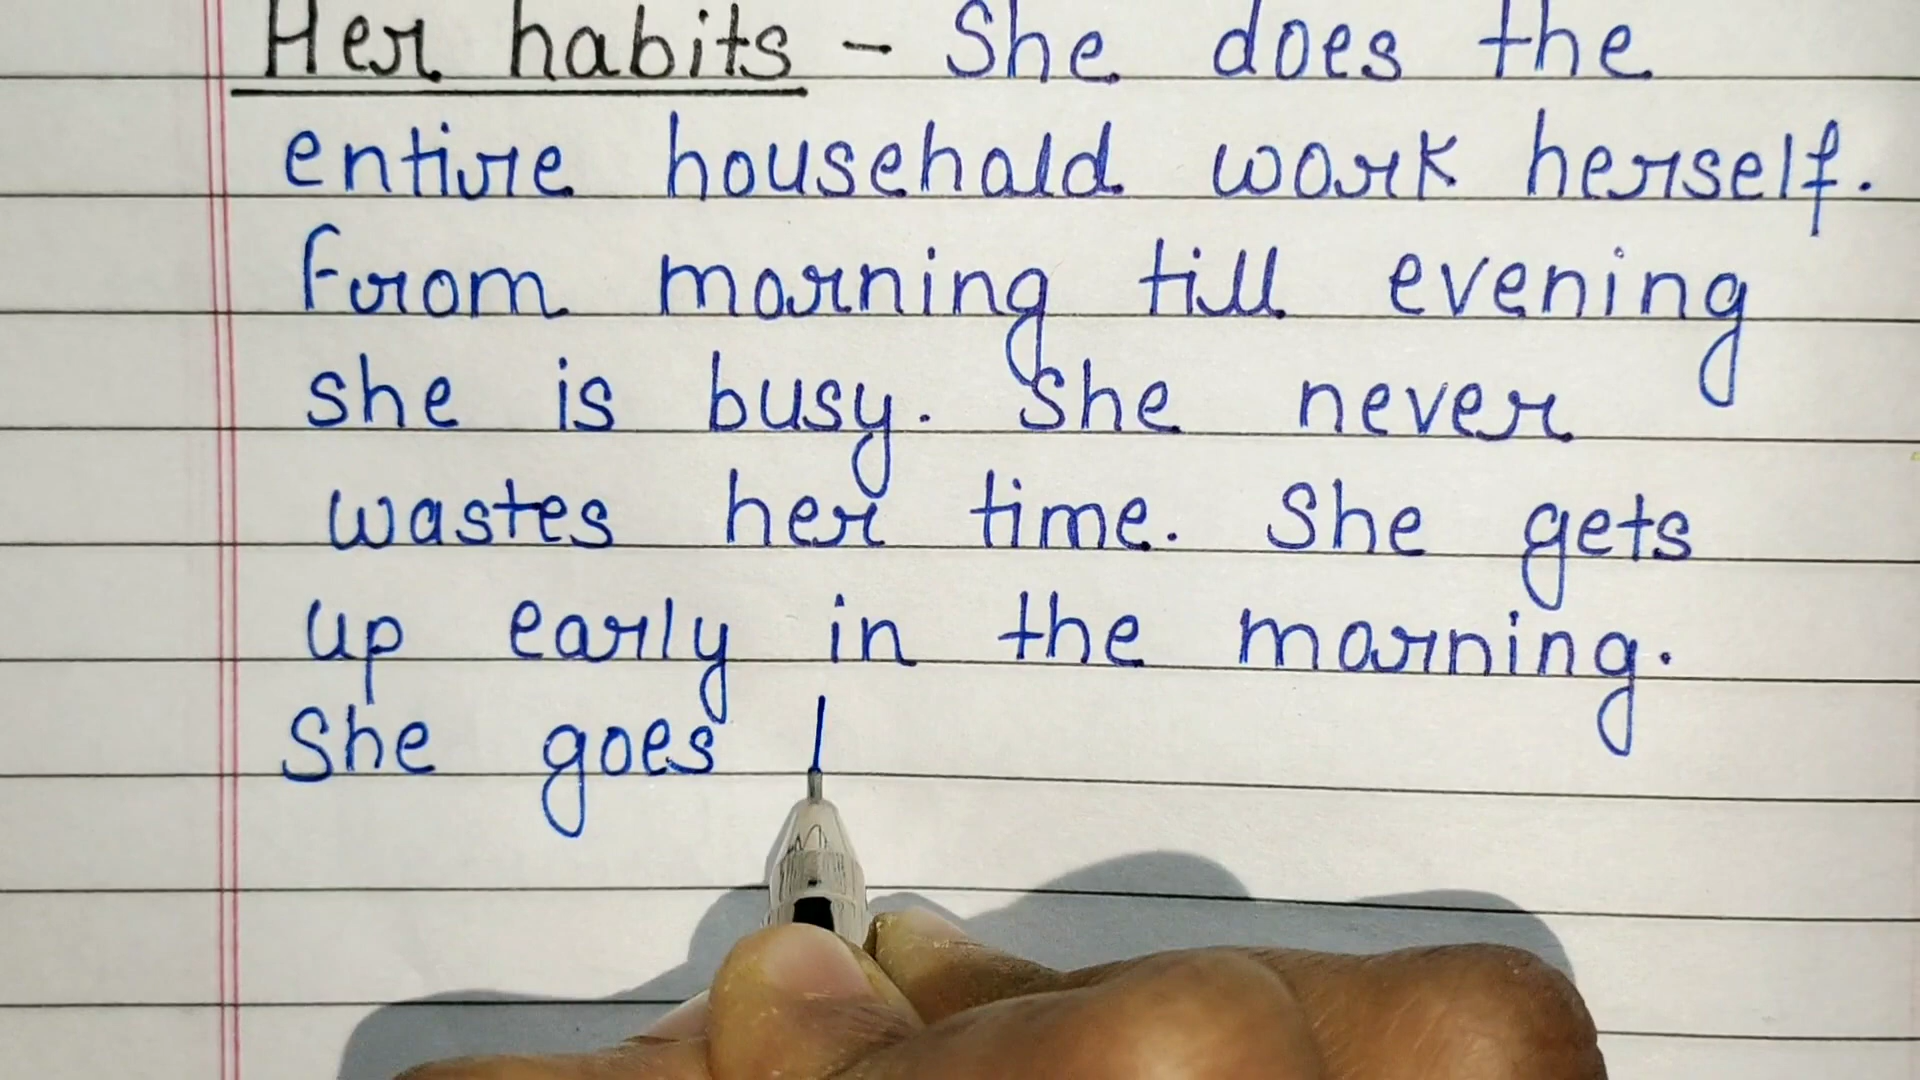 Her habits - She does the
entire household work herself.
From morning till evening
she is busy. She never
wastes her time. She gets
up early in the morning.
She goes